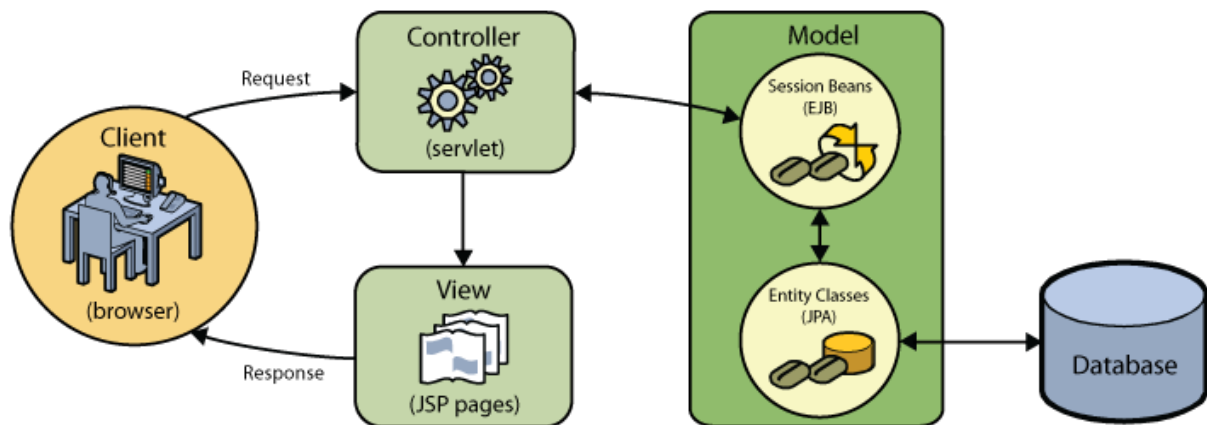 Client
(browser)
Request
Controller
(servlet)
View
(JSP pages)
Response
Model
Session Beans
(EJB)
Entity Classes
(JPA)
Database